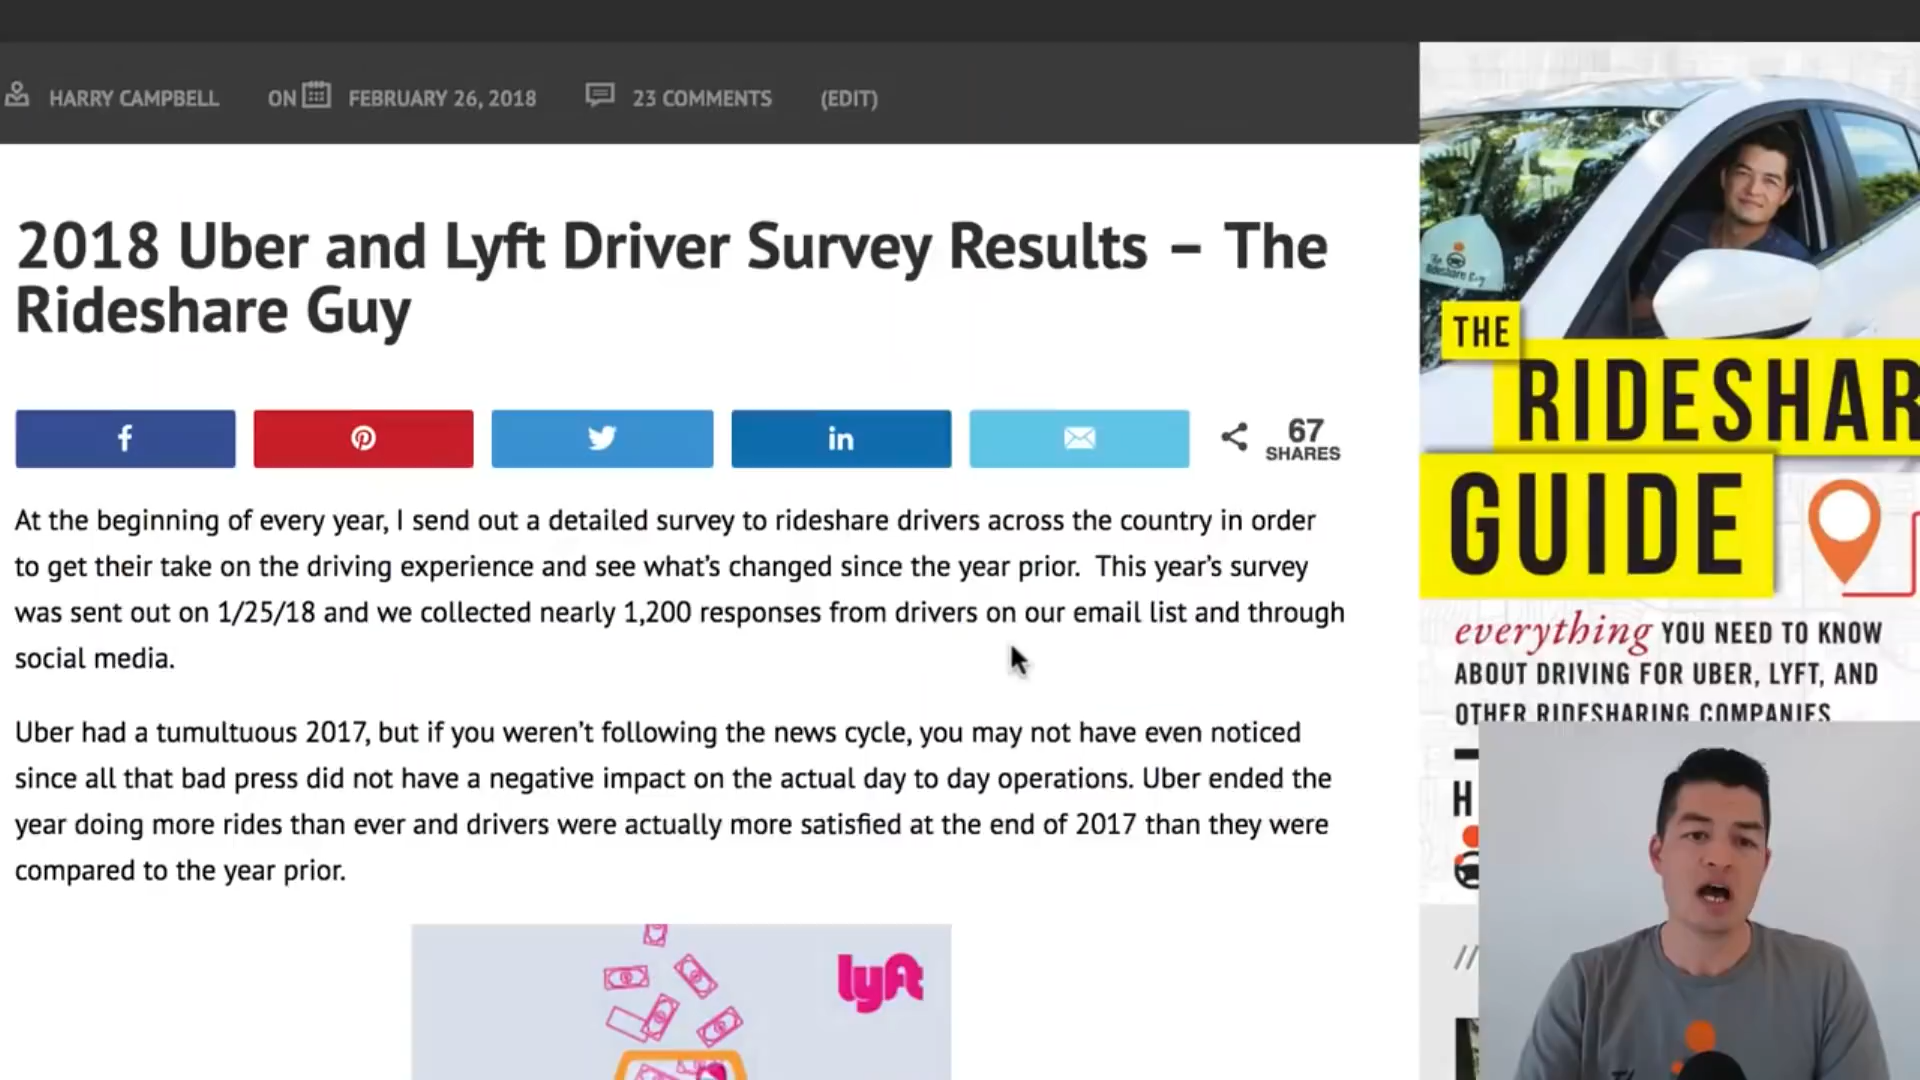 HARRY CAMPBELL ON FEBRUARY 26, 2018 23 COMMENTS (EDIT)
2018 Uber and Lyft Driver Survey Results – The
Rideshare Guy
67
SHARES
At the beginning of every year, I send out a detailed survey to rideshare drivers across the country in order
to get their take on the driving experience and see what’s changed since the year prior.  This year’s survey
was sent out on 1/25/18 and we collected nearly 1,200 responses from drivers on our email list and through
social media.
Uber had a tumultuous 2017, but if you weren’t following the news cycle, you may not have even noticed
since all that bad press did not have a negative impact on the actual day to day operations. Uber ended the
year doing more rides than ever and drivers were actually more satisfied at the end of 2017 than they were
compared to the year prior.
lyft
The
Rideshare Guy
THE
RIDESHAR
GUIDE
everything YOU NEED TO KNOW
ABOUT DRIVING FOR UBER, LYFT, AND
OTHER RIDESHARING COMPANIES
H